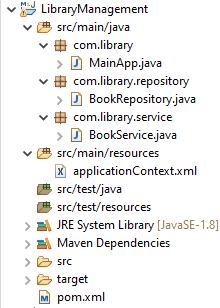 LibraryManagement
src/main/java
com.library
MainApp.java
com.library.repository
BookRepository.java
com.library.service
BookService.java
src/main/resources
applicationContext.xml
src/test/java
src/test/resources
JRE System Library [JavaSE-1.8]
Maven Dependencies
src
target
pom.xml